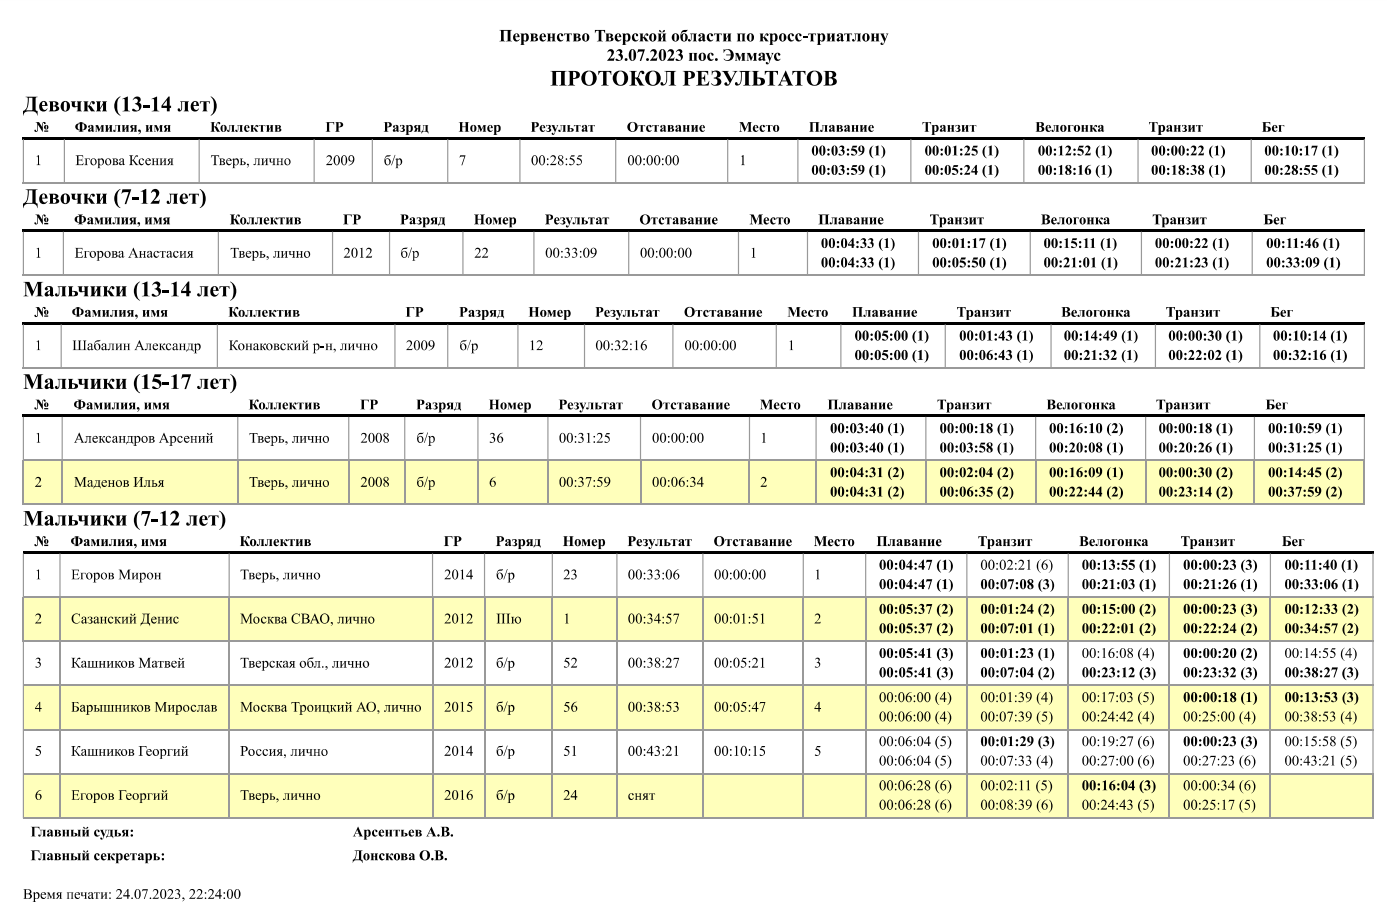 Первенство Тверской области по кросс-триатлону
23.07.2023 пос. Эммаус
ПРОТОКОЛ РЕЗУЛЬТАТОВ
Девочки (13-14 лет)
№ Фамилия, имя Коллектив ГР Разряд Номер Результат Отставание Место Плавание Транзит Велогонка Транзит Бег
1 Егорова Ксения Тверь, лично 2009 б/р 7 00:28:55 00:00:00 1 00:03:59 (1) 00:01:25 (1) 00:12:52 (1) 00:00:22 (1) 00:10:17 (1)
00:03:59 (1) 00:05:24 (1) 00:18:16 (1) 00:18:38 (1) 00:28:55 (1)
Девочки (7-12 лет)
№ Фамилия, имя Коллектив ГР Разряд Номер Результат Отставание Место Плавание Транзит Велогонка Транзит Бег
1 Егорова Анастасия Тверь, лично 2012 б/р 22 00:33:09 00:00:00 1 00:04:33 (1) 00:01:17 (1) 00:15:11 (1) 00:00:22 (1) 00:11:46 (1)
00:04:33 (1) 00:05:50 (1) 00:21:01 (1) 00:21:23 (1) 00:33:09 (1)
Мальчики (13-14 лет)
№ Фамилия, имя Коллектив ГР Разряд Номер Результат Отставание Место Плавание Транзит Велогонка Транзит Бег
1 Шабалин Александр Конаковский р-н, лично 2009 б/р 12 00:32:16 00:00:00 1 00:05:00 (1) 00:01:43 (1) 00:14:49 (1) 00:00:30 (1) 00:10:14 (1)
00:05:00 (1) 00:06:43 (1) 00:21:32 (1) 00:22:02 (1) 00:32:16 (1)
Мальчики (15-17 лет)
№ Фамилия, имя Коллектив ГР Разряд Номер Результат Отставание Место Плавание Транзит Велогонка Транзит Бег
1 Александров Арсений Тверь, лично 2008 б/р 36 00:31:25 00:00:00 1 00:03:40 (1) 00:00:18 (1) 00:16:10 (2) 00:00:18 (1) 00:10:59 (1)
00:03:40 (1) 00:03:58 (1) 00:20:08 (1) 00:20:26 (1) 00:31:25 (1)
2 Маденов Илья Тверь, лично 2008 б/р 6 00:37:59 00:06:34 2 00:04:31 (2) 00:02:04 (2) 00:16:09 (1) 00:00:30 (2) 00:14:45 (2)
00:04:31 (2) 00:06:35 (2) 00:22:44 (2) 00:23:14 (2) 00:37:59 (2)
Мальчики (7-12 лет)
№ Фамилия, имя Коллектив ГР Разряд Номер Результат Отставание Место Плавание Транзит Велогонка Транзит Бег
1 Егоров Мирон Тверь, лично 2014 б/р 23 00:33:06 00:00:00 1 00:04:47 (1) 00:02:21 (6) 00:13:55 (1) 00:00:23 (3) 00:11:40 (1)
00:04:47 (1) 00:07:08 (3) 00:21:03 (1) 00:21:26 (1) 00:33:06 (1)
2 Сазанский Денис Москва СВАО, лично 2012 IIIю 1 00:34:57 00:01:51 2 00:05:37 (2) 00:01:24 (2) 00:15:00 (2) 00:00:23 (3) 00:12:33 (2)
00:05:37 (2) 00:07:01 (1) 00:22:01 (2) 00:22:24 (2) 00:34:57 (2)
3 Кашников Матвей Тверская обл., лично 2012 б/р 52 00:38:27 00:05:21 3 00:05:41 (3) 00:01:23 (1) 00:16:08 (4) 00:00:20 (2) 00:14:55 (4)
00:05:41 (3) 00:07:04 (2) 00:23:12 (3) 00:23:32 (3) 00:38:27 (3)
4 Барышников Мирослав Москва Троицкий АО, лично 2015 б/р 56 00:38:53 00:05:47 4 00:06:00 (4) 00:01:39 (4) 00:17:03 (5) 00:00:18 (1) 00:13:53 (3)
00:06:00 (4) 00:07:39 (5) 00:24:42 (4) 00:25:00 (4) 00:38:53 (4)
5 Кашников Георгий Россия, лично 2014 б/р 51 00:43:21 00:10:15 5 00:06:04 (5) 00:01:29 (3) 00:19:27 (6) 00:00:23 (3) 00:15:58 (5)
00:06:04 (5) 00:07:33 (4) 00:27:00 (6) 00:27:23 (6) 00:43:21 (5)
6 Егоров Георгий Тверь, лично 2016 б/р 24 снят 00:06:28 (6) 00:02:11 (5) 00:16:04 (3) 00:00:34 (6)
00:06:28 (6) 00:08:39 (6) 00:24:43 (5) 00:25:17 (5)
Главный судья: Арсентьев А.В.
Главный секретарь: Донскова О.В.
Время печати: 24.07.2023, 22:24:00